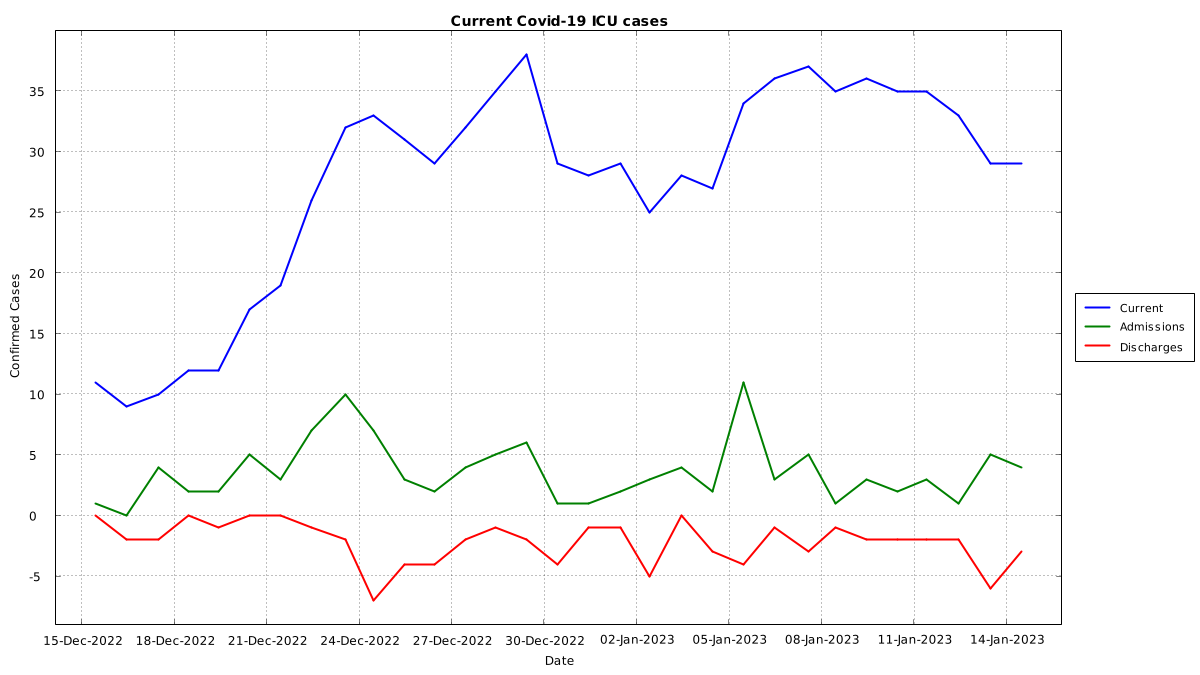 Current Covid-19 ICU cases
Confirmed Cases
35
30
25
20
15
10
5
0
-5
15-Dec-2022 18-Dec-2022 21-Dec-2022 24-Dec-2022 27-Dec-2022 30-Dec-2022 02-Jan-2023 05-Jan-2023 08-Jan-2023 11-Jan-2023 14-Jan-2023
Date
Current
Admissions
Discharges